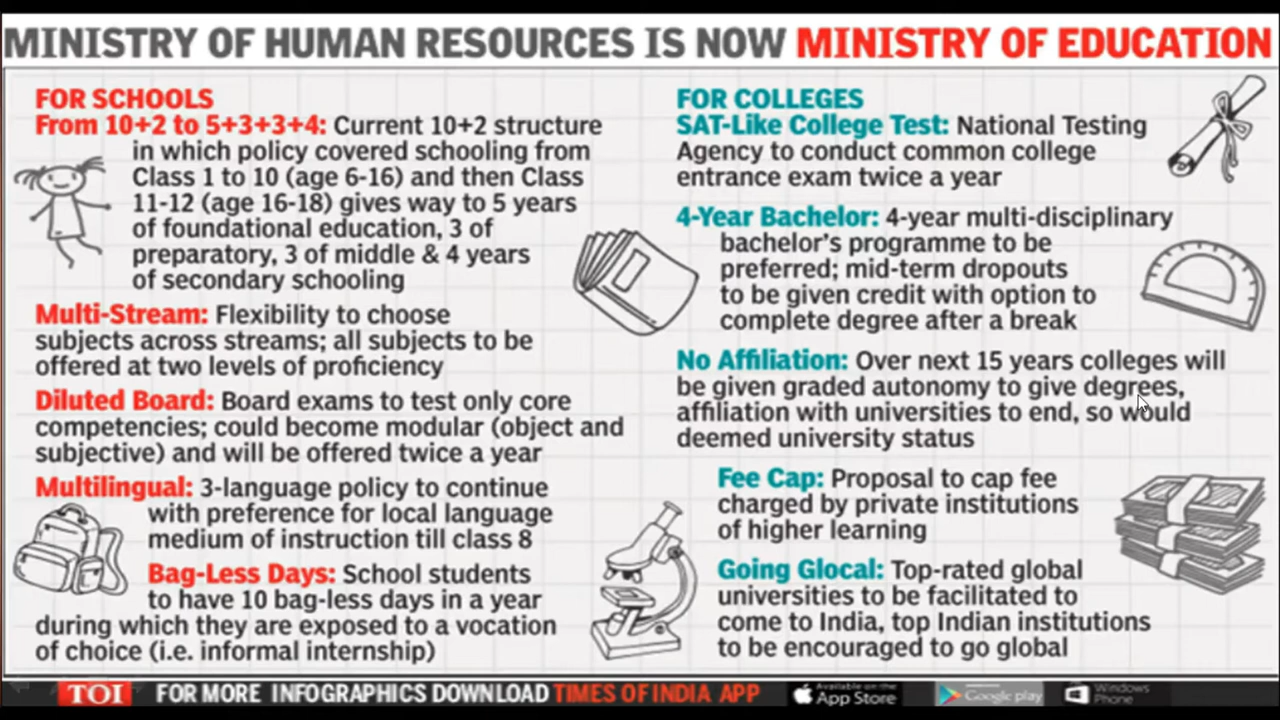 MINISTRY OF HUMAN RESOURCES IS NOW MINISTRY OF EDUCATION
FOR SCHOOLS
From 10+2 to 5+3+3+4: Current 10+2 structure
in which policy covered schooling from
Class 1 to 10 (age 6-16) and then Class
11-12 (age 16-18) gives way to 5 years
of foundational education, 3 of
preparatory, 3 of middle & 4 years
of secondary schooling
Multi-Stream: Flexibility to choose
subjects across streams; all subjects to be
offered at two levels of proficiency
Diluted Board: Board exams to test only core
competencies; could become modular (object and
subjective) and will be offered twice a year
Multilingual: 3-language policy to continue
with preference for local language
medium of instruction till class 8
Bag-Less Days: School students
to have 10 bag-less days in a year
during which they are exposed to a vocation
of choice (i.e. informal internship)
FOR COLLEGES
SAT-Like College Test: National Testing
Agency to conduct common college
entrance exam twice a year
4-Year Bachelor: 4-year multi-disciplinary
bachelor's programme to be
preferred; mid-term dropouts
to be given credit with option to
complete degree after a break
No Affiliation: Over next 15 years colleges will
be given graded autonomy to give degrees,
affiliation with universities to end, so would
deemed university status
Fee Cap: Proposal to cap fee
charged by private institutions
of higher learning
Going Glocal: Top-rated global
universities to be facilitated to
come to India, top Indian institutions
to be encouraged to go global
TOI FOR MORE INFOGRAPHICS DOWNLOAD TIMES OF INDIA APP
Available on the
App Store
Google play
Windows
Phone